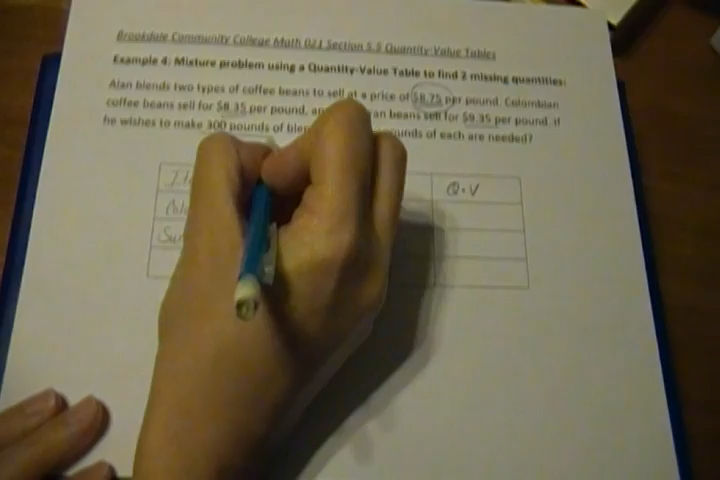 Brookdale Community College Math 021 Section 5.5 Quantity-Value Tables
Example 4: Mixture problem using a Quantity-Value Table to find 2 missing quantities:
Alan blends two types of coffee beans to sell at a price of $8.75 per pound. Colombian
coffee beans sell for $8.35 per pound, an beans sell for $9.35 per pound. If
he wishes to make 300 pounds of of each are needed?
Q·V